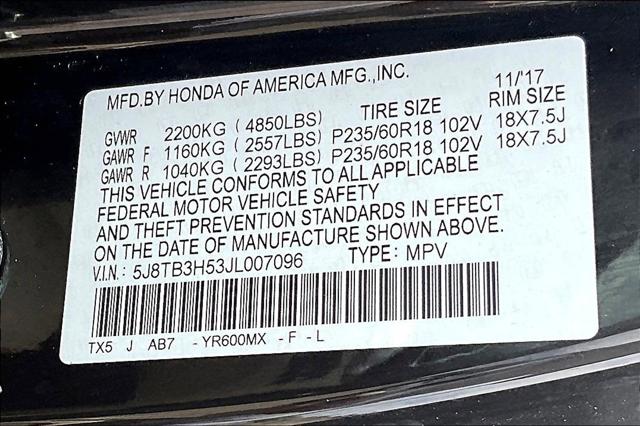 MFD.BY HONDA OF AMERICA MFG.,INC. 11/'17
TIRE SIZE RIM SIZE
GVWR 2200KG (4850LBS)
GAWR F 1160KG (2557LBS) P235/60R18 102V 18X7.5J
GAWR R 1040KG (2293LBS) P235/60R18 102V 18X7.5J
THIS VEHICLE CONFORMS TO ALL APPLICABLE
FEDERAL MOTOR VEHICLE SAFETY
AND THEFT PREVENTION STANDARDS IN EFFECT
ON THE DATE OF MANUFACTURE SHOWN ABOVE.
V.I.N.: 5J8TB3H53JL007096 TYPE: MPV
TX5 J AB7 -YR600MX -F -L